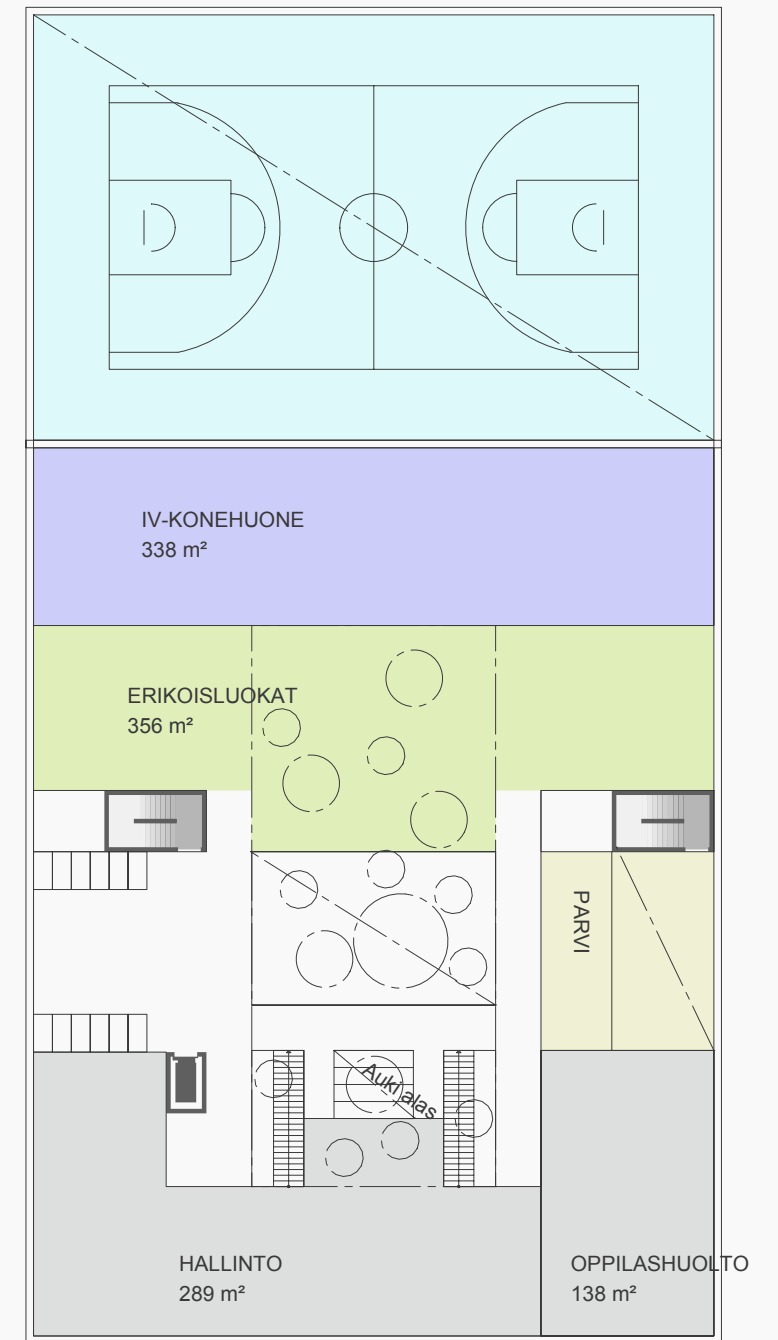 IV-KONEHUONE
338 m²
ERIKOISLUOKAT
356 m²
PARVI
Auki alas
HALLINTO
289 m²
OPPILASHUOLTO
138 m²